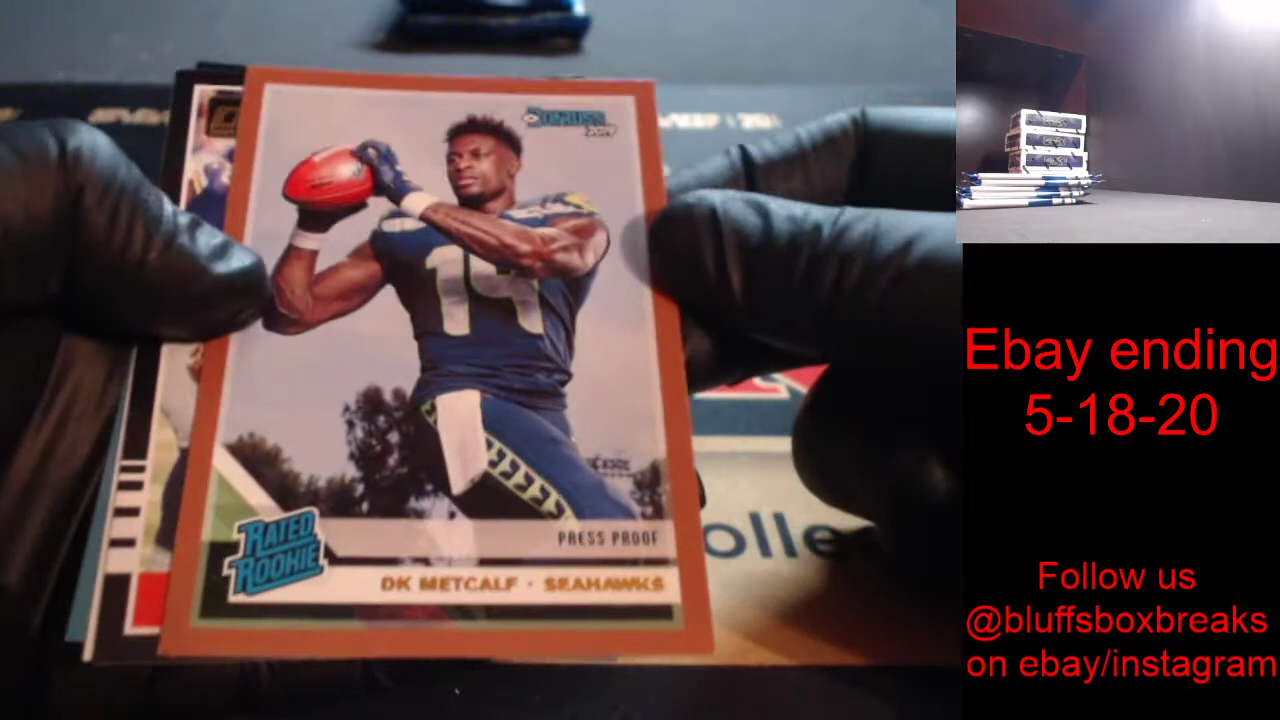 DONRUSS
2019
14
PRESS PROOF
RATED
ROOKIE
DK METCALF · SEAHAWKS
olle
Ebay ending
5-18-20
Follow us
@bluffsboxbreaks
on ebay/instagram